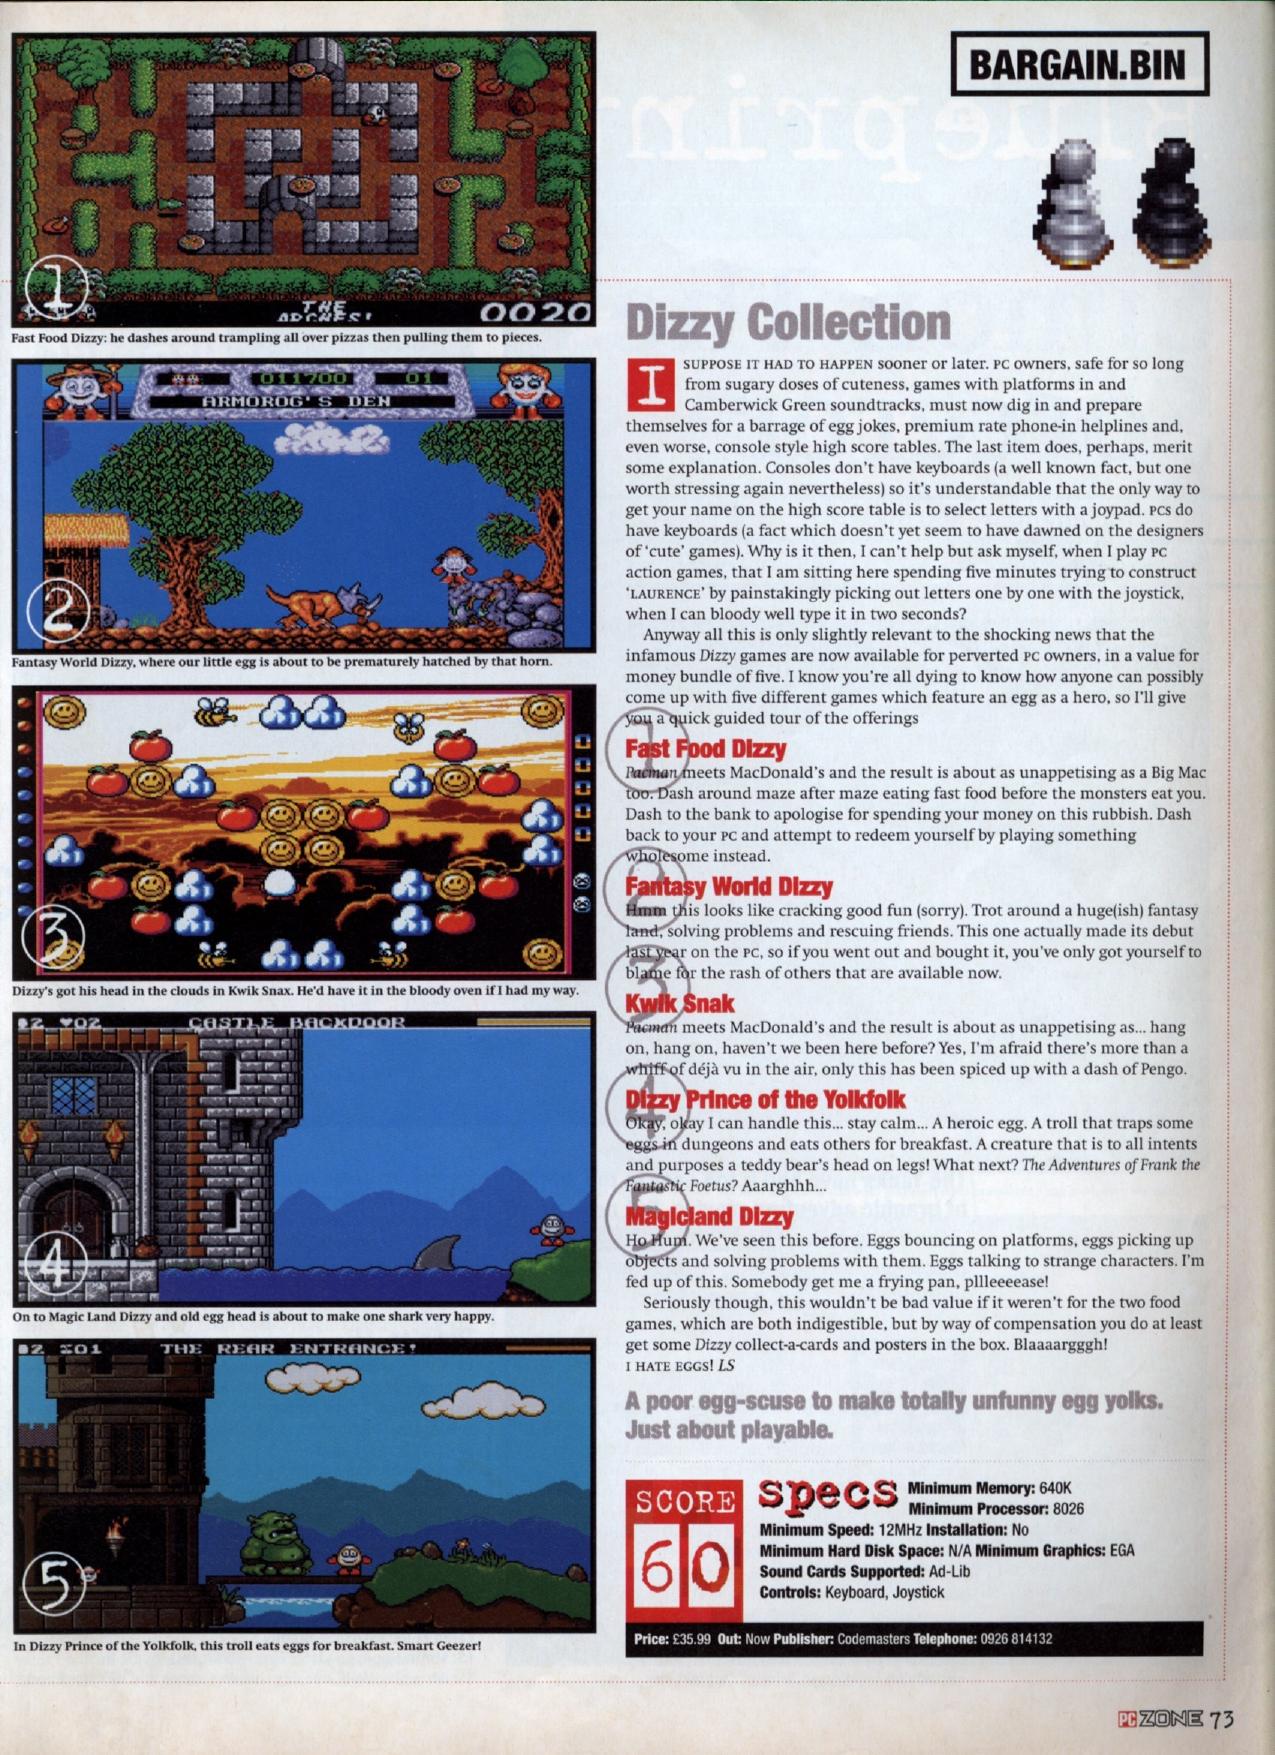 BARGAIN.BIN
1
THE
ARCHES!
0020
Fast Food Dizzy: he dashes around trampling all over pizzas then pulling them to pieces.
011700
01
ARMOROG'S DEN
2
Fantasy World Dizzy, where our little egg is about to be prematurely hatched by that horn.
3
Dizzy's got his head in the clouds in Kwik Snax. He'd have it in the bloody oven if I had my way.
2 ♥02
CASTLE BACKDOOR
4
On to Magic Land Dizzy and old egg head is about to make one shark very happy.
THE REAR ENTRANCE!
5
In Dizzy Prince of the Yolkfolk, this troll eats eggs for breakfast. Smart Geezer!
Dizzy Collection
I SUPPOSE IT HAD TO HAPPEN sooner or later. PC owners, safe for so long
from sugary doses of cuteness, games with platforms in and
Camberwick Green soundtracks, must now dig in and prepare
themselves for a barrage of egg jokes, premium rate phone-in helplines and,
even worse, console style high score tables. The last item does, perhaps, merit
some explanation. Consoles don't have keyboards (a well known fact, but one
worth stressing again nevertheless) so it's understandable that the only way to
get your name on the high score table is to select letters with a joypad. PCs do
have keyboards (a fact which doesn't yet seem to have dawned on the designers
of 'cute' games). Why is it then, I can't help but ask myself, when I play PC
action games, that I am sitting here spending five minutes trying to construct
'LAURENCE' by painstakingly picking out letters one by one with the joystick,
when I can bloody well type it in two seconds?
Anyway all this is only slightly relevant to the shocking news that the
infamous Dizzy games are now available for perverted PC owners, in a value for
money bundle of five. I know you're all dying to know how anyone can possibly
come up with five different games which feature an egg as a hero, so I'll give
you a quick guided tour of the offerings
1
Fast Food Dizzy
Pacman meets MacDonald's and the result is about as unappetising as a Big Mac
too. Dash around maze after maze eating fast food before the monsters eat you.
Dash to the bank to apologise for spending your money on this rubbish. Dash
back to your PC and attempt to redeem yourself by playing something
wholesome instead.
2
Fantasy World Dizzy
Hmm this looks like cracking good fun (sorry). Trot around a huge(ish) fantasy
land, solving problems and rescuing friends. This one actually made its debut
last year on the PC, so if you went out and bought it, you've only got yourself to
blame for the rash of others that are available now.
3
Kwik Snak
Pacman meets MacDonald's and the result is about as unappetising as... hang
on, hang on, haven't we been here before? Yes, I'm afraid there's more than a
whiff of déjà vu in the air, only this has been spiced up with a dash of Pengo.
4
Dizzy Prince of the Yolkfolk
Okay, okay I can handle this... stay calm... A heroic egg. A troll that traps some
eggs in dungeons and eats others for breakfast. A creature that is to all intents
and purposes a teddy bear's head on legs! What next? The Adventures of Frank the
Fantastic Foetus? Aaarghhh...
5
Magicland Dizzy
Ho Hum. We've seen this before. Eggs bouncing on platforms, eggs picking up
objects and solving problems with them. Eggs talking to strange characters. I'm
fed up of this. Somebody get me a frying pan, pllleeeease!
Seriously though, this wouldn't be bad value if it weren't for the two food
games, which are both indigestible, but by way of compensation you do at least
get some Dizzy collect-a-cards and posters in the box. Blaaaargggh!
I HATE EGGS! LS
A poor egg-scuse to make totally unfunny egg yolks.
Just about playable.
SCORE
60
specs
Minimum Memory: 640K
Minimum Processor: 8026
Minimum Speed: 12MHz Installation: No
Minimum Hard Disk Space: N/A Minimum Graphics: EGA
Sound Cards Supported: Ad-Lib
Controls: Keyboard, Joystick
Price: £35.99 Out: Now Publisher: Codemasters Telephone: 0926 814132
PC ZONE 73